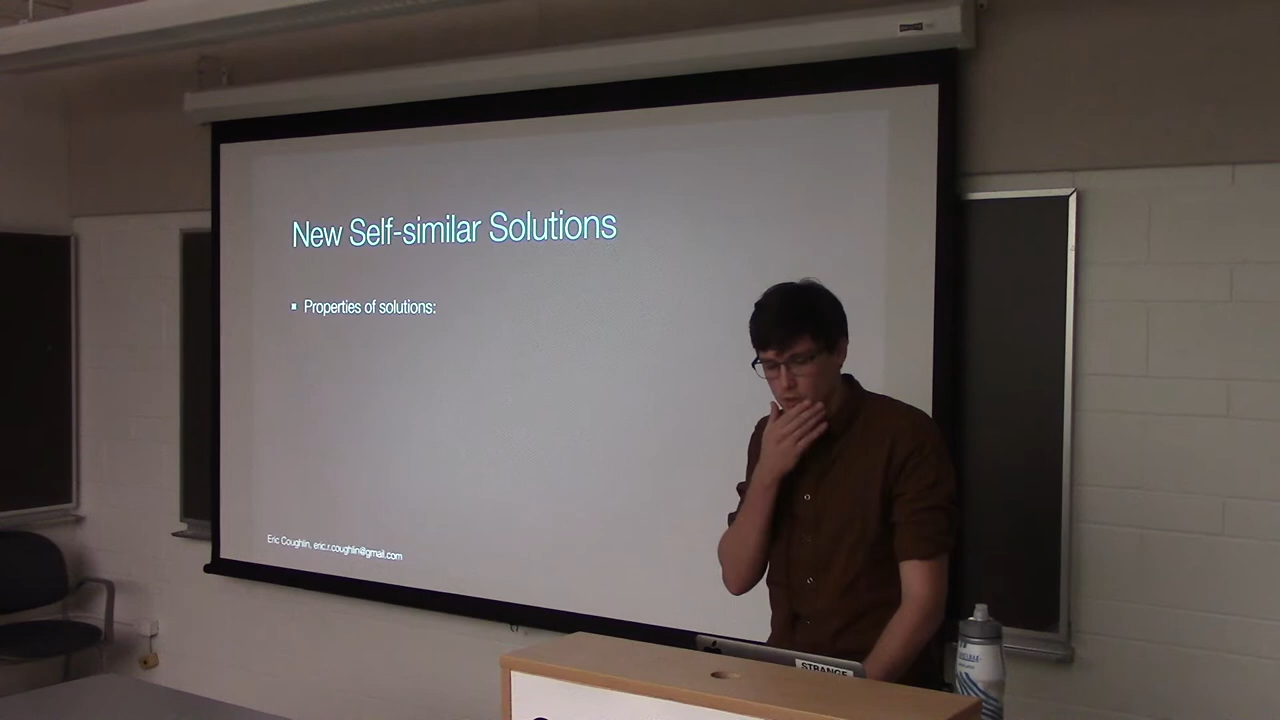 New Self-similar Solutions
▪ Properties of solutions:
Eric Coughlin, eric.r.coughlin@gmail.com
STRANGE